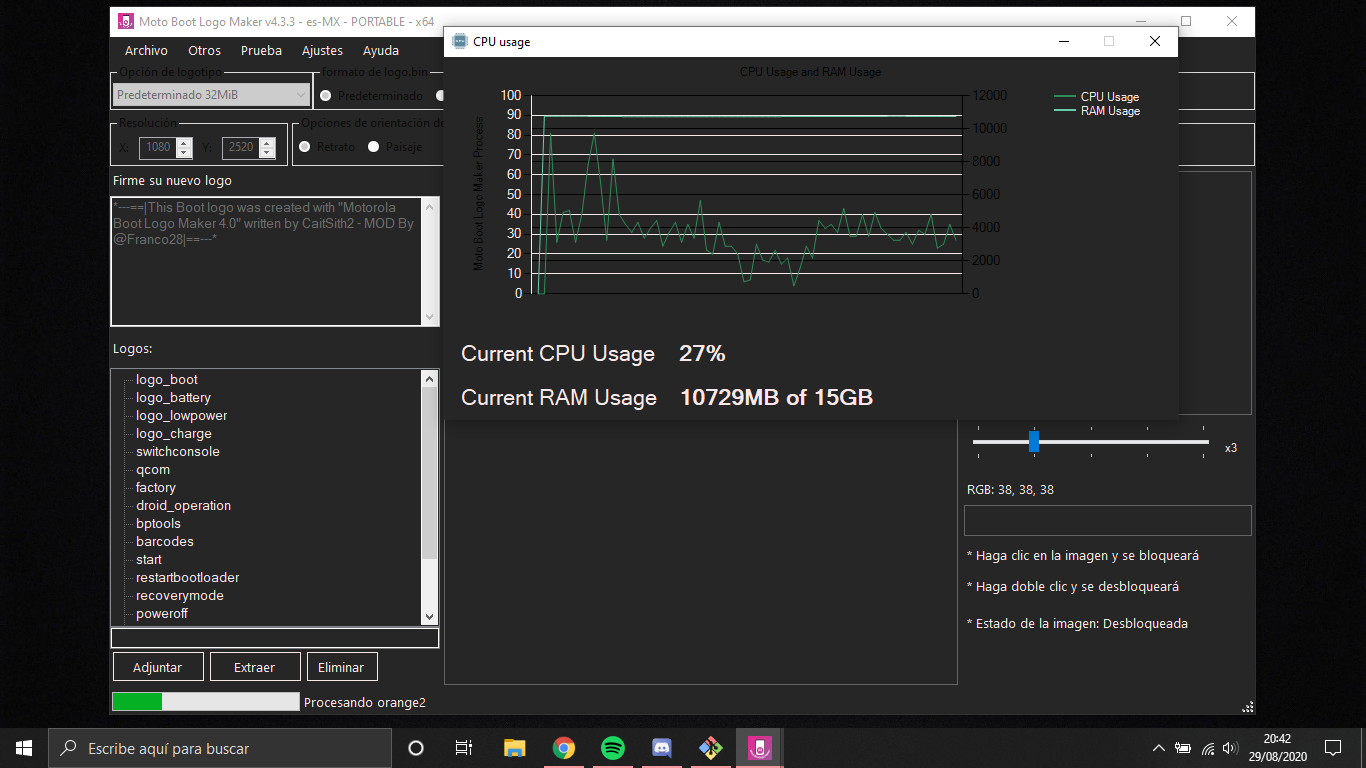 Moto Boot Logo Maker v4.3.3 - es-MX - PORTABLE - x64
Archivo Otros Prueba Ajustes Ayuda
Opción de logotipo
Predeterminado 32MiB
formato de logo.bin
Predeterminado
Resolución
X: 1080 Y: 2520
Opciones de orientación de
Retrato Paisaje
Firme su nuevo logo
*---==|This Boot logo was created with "Motorola
Boot Logo Maker 4.0" written by CaitSith2 - MOD By
@Franco28|==---*
Logos:
logo_boot
logo_battery
logo_lowpower
logo_charge
switchconsole
qcom
factory
droid_operation
bptools
barcodes
start
restartbootloader
recoverymode
poweroff
Adjuntar Extraer Eliminar
Procesando orange2
CPU usage
CPU Usage and RAM Usage
Moto Boot Logo Maker Process
100
90
80
70
60
50
40
30
20
10
0
12000
10000
8000
6000
4000
2000
0
CPU Usage
RAM Usage
Current CPU Usage 27%
Current RAM Usage 10729MB of 15GB
x3
RGB: 38, 38, 38
* Haga clic en la imagen y se bloqueará
* Haga doble clic y se desbloqueará
* Estado de la imagen: Desbloqueada
Escribe aquí para buscar
20:42
29/08/2020